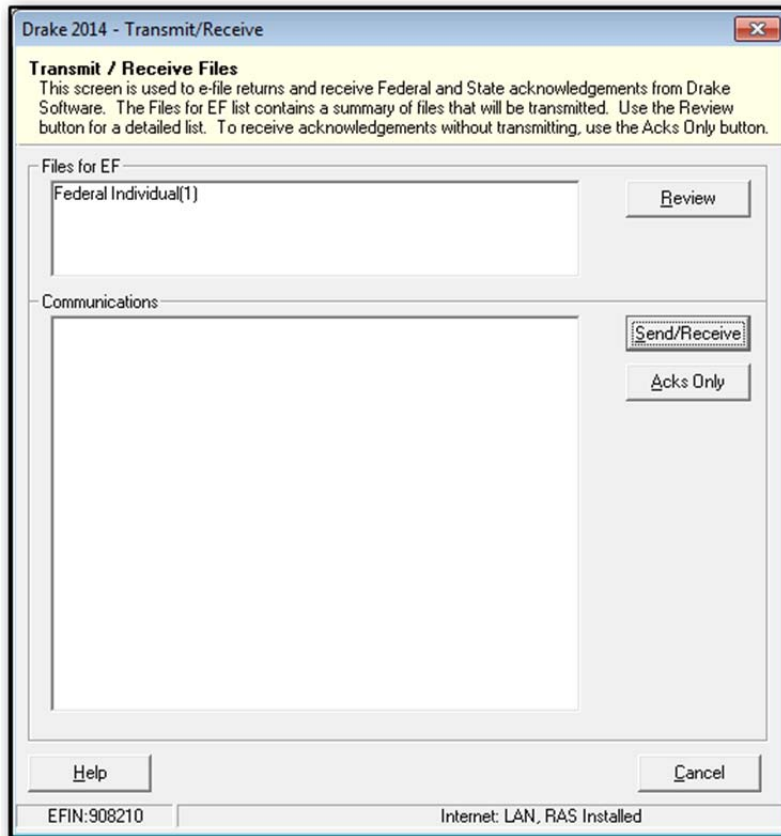 Drake 2014 - Transmit/Receive
Transmit / Receive Files
This screen is used to e-file returns and receive Federal and State acknowledgements from Drake
Software. The Files for EF list contains a summary of files that will be transmitted. Use the Review
button for a detailed list. To receive acknowledgements without transmitting, use the Acks Only button.
Files for EF
Federal Individual(1)
Review
Communications
Send/Receive
Acks Only
Help
Cancel
EFIN:908210
Internet: LAN, RAS Installed